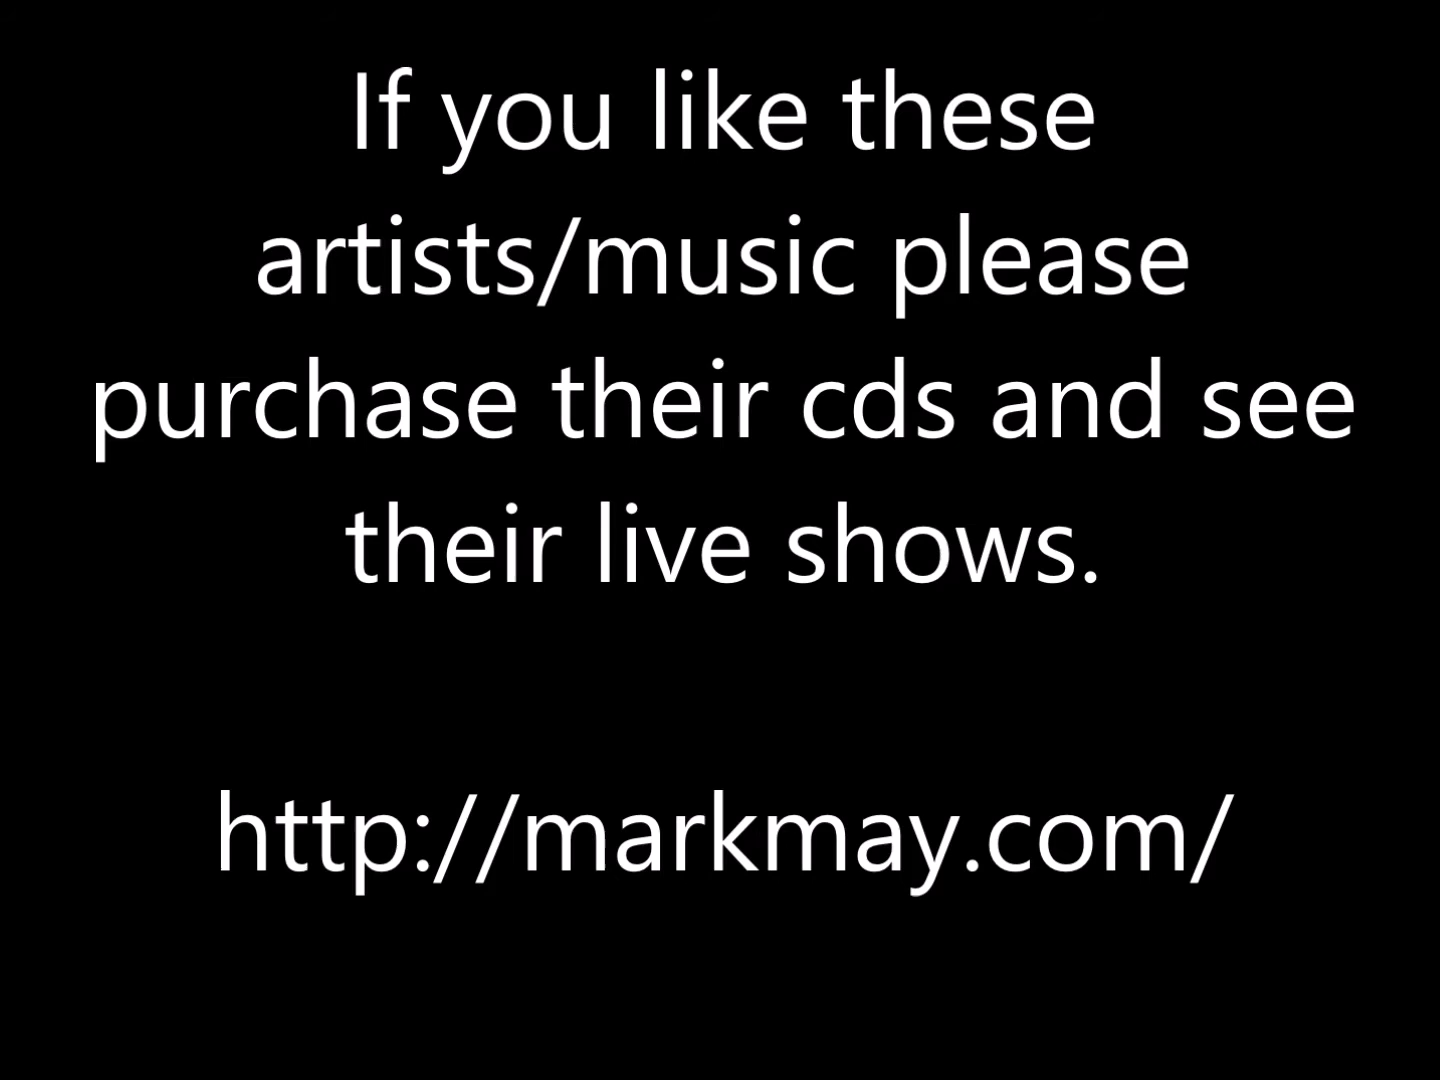 If you like these
artists/music please
purchase their cds and see
their live shows.
http://markmay.com/